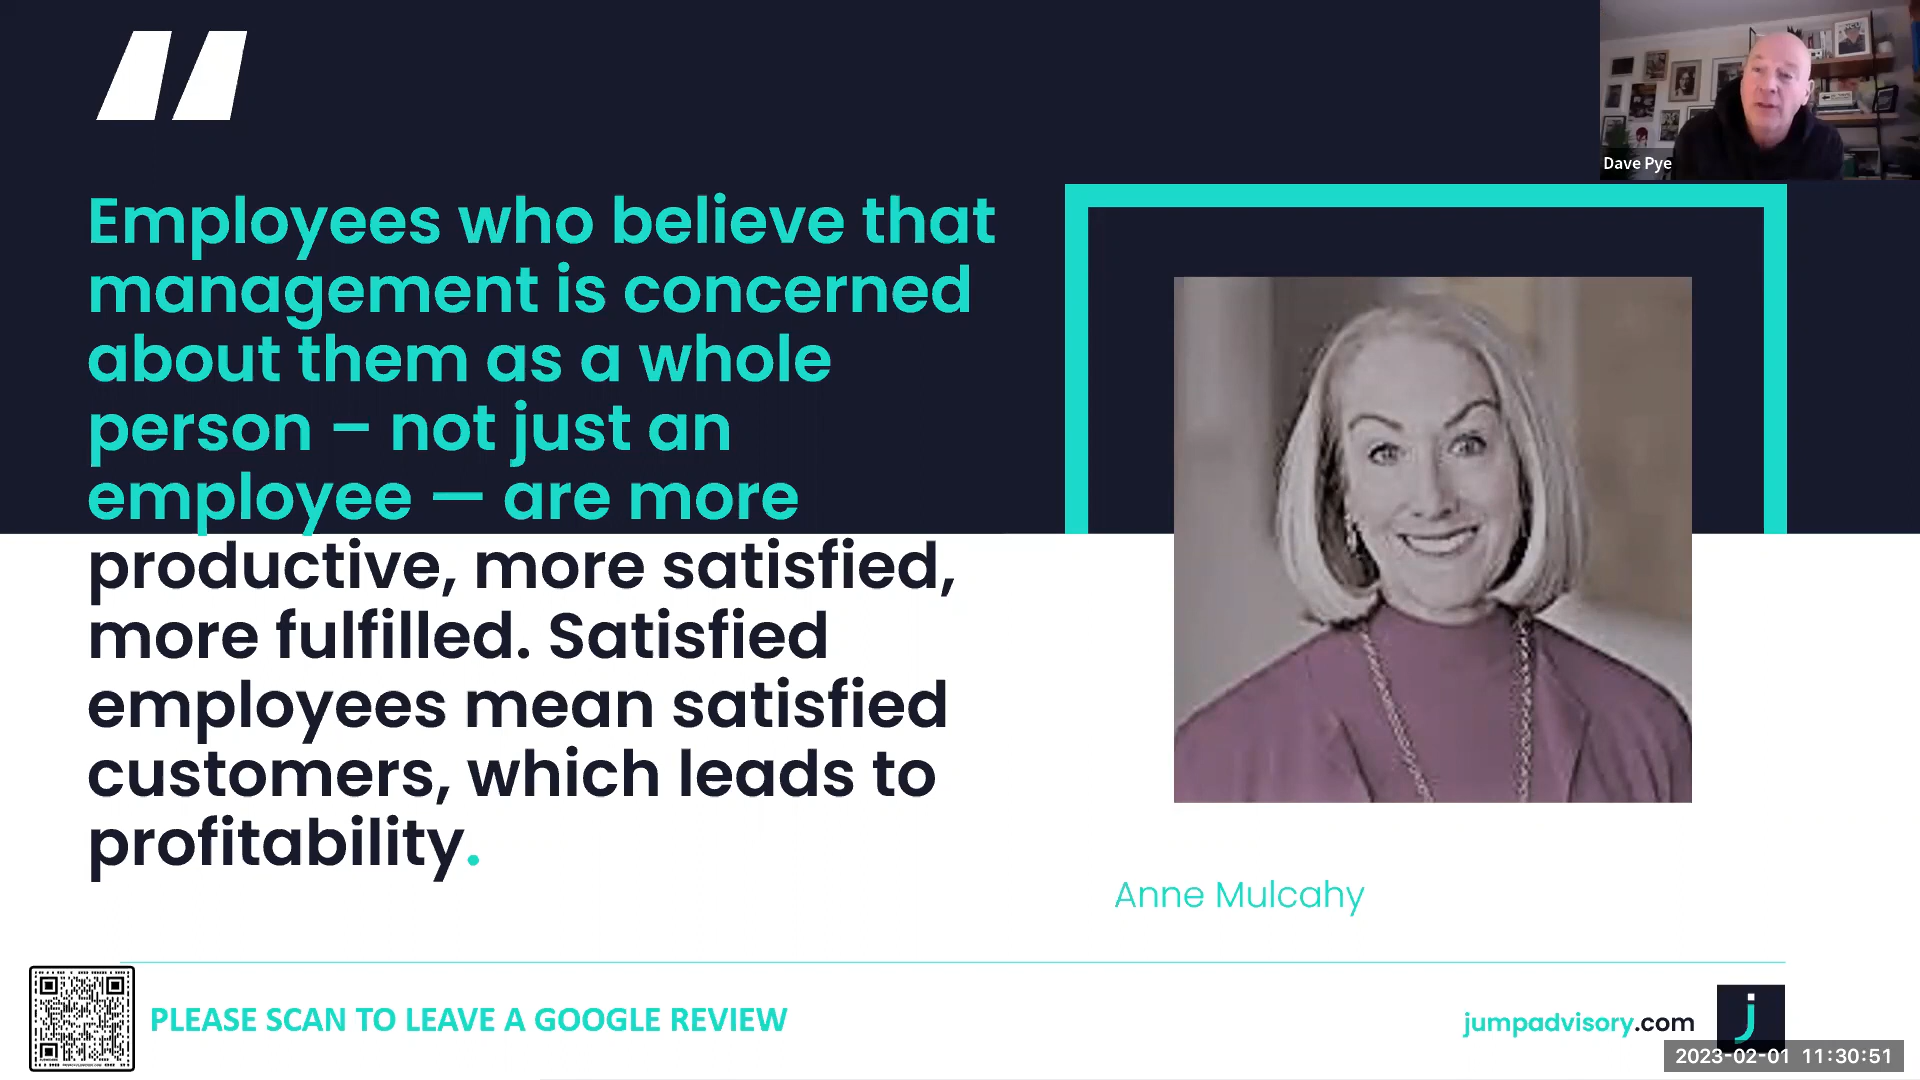 Dave Pye
Employees who believe that
management is concerned
about them as a whole
person – not just an
employee — are more
productive, more satisfied,
more fulfilled. Satisfied
employees mean satisfied
customers, which leads to
profitability.
Anne Mulcahy
PLEASE SCAN TO LEAVE A GOOGLE REVIEW
jumpadvisory.com
j
2023-02-01 11:30:51